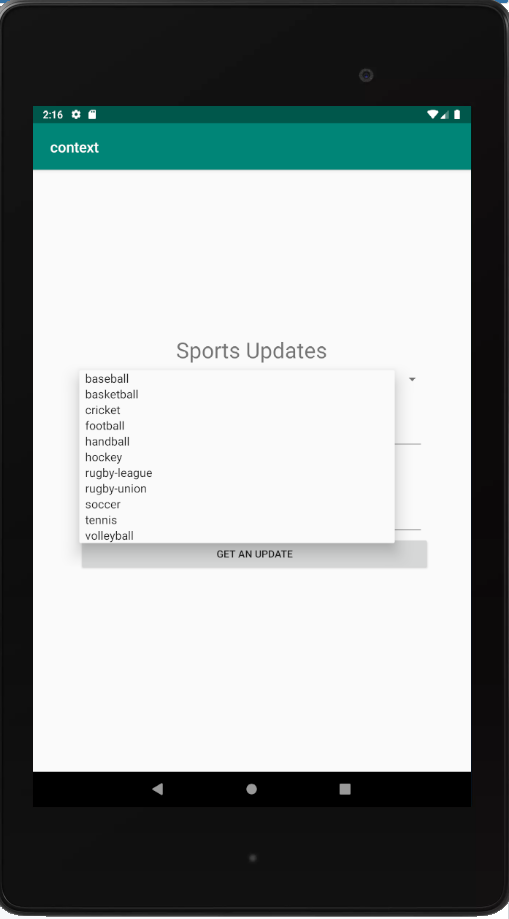 2:16
context
Sports Updates
baseball
basketball
cricket
football
handball
hockey
rugby-league
rugby-union
soccer
tennis
volleyball
GET AN UPDATE